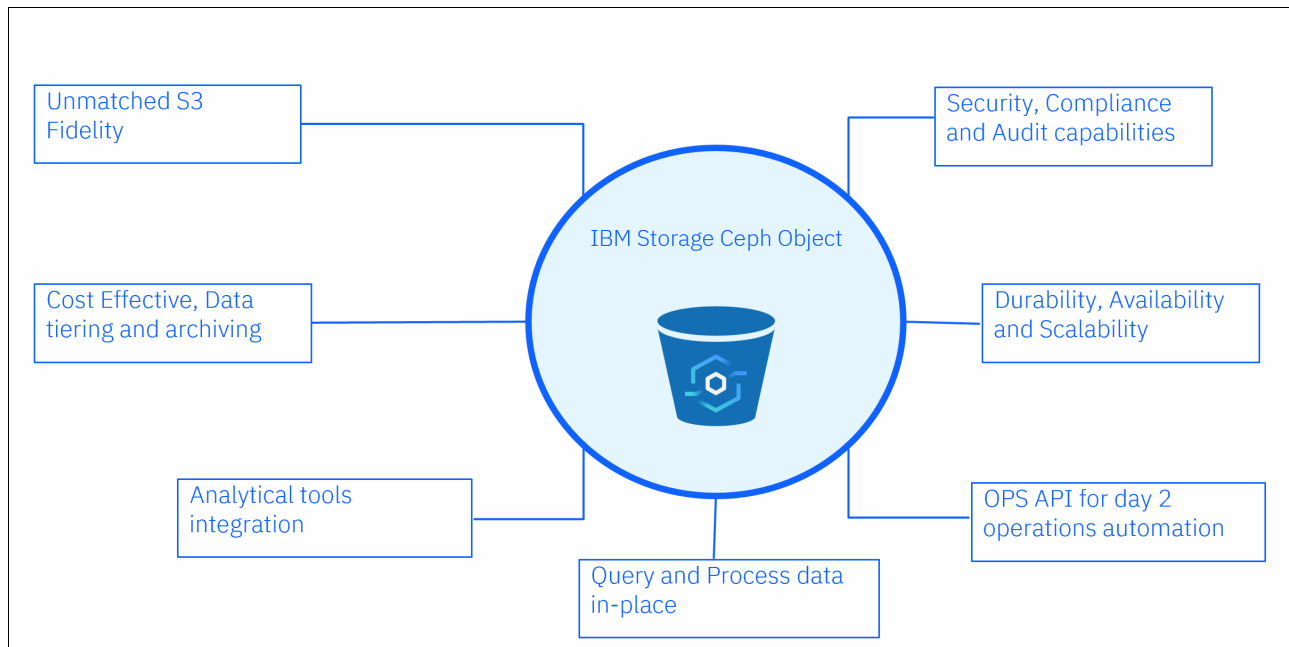 Unmatched S3
Fidelity
Security, Compliance
and Audit capabilities
IBM Storage Ceph Object
Cost Effective, Data
tiering and archiving
Durability, Availability
and Scalability
Analytical tools
integration
OPS API for day 2
operations automation
Query and Process data
in-place